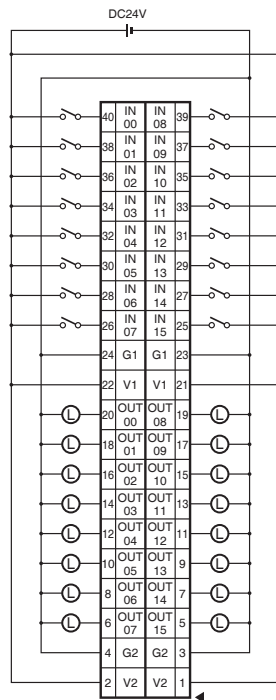 DC24V
40 IN 00 IN 08 39
38 IN 01 IN 09 37
36 IN 02 IN 10 35
34 IN 03 IN 11 33
32 IN 04 IN 12 31
30 IN 05 IN 13 29
28 IN 06 IN 14 27
26 IN 07 IN 15 25
24 G1 G1 23
22 V1 V1 21
L 20 OUT 00 OUT 08 19 L
L 18 OUT 01 OUT 09 17 L
L 16 OUT 02 OUT 10 15 L
L 14 OUT 03 OUT 11 13 L
L 12 OUT 04 OUT 12 11 L
L 10 OUT 05 OUT 13 9 L
L 8 OUT 06 OUT 14 7 L
L 6 OUT 07 OUT 15 5 L
4 G2 G2 3
2 V2 V2 1